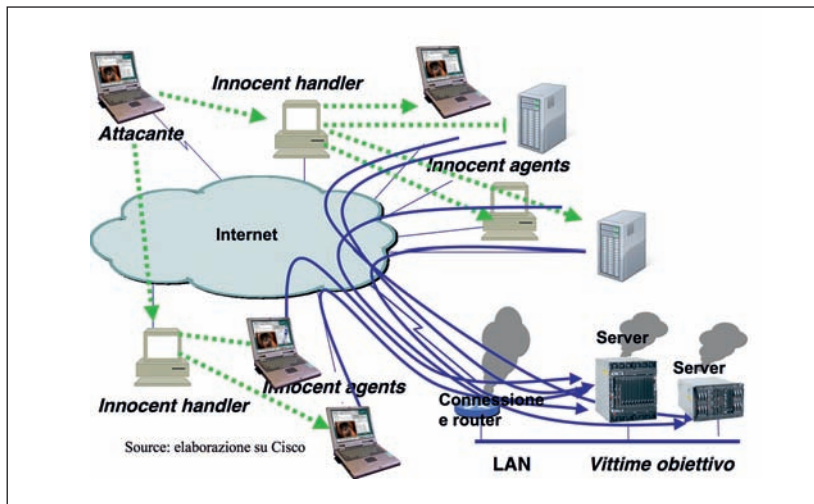 Innocent handler
Attacante
Innocent agents
Internet
Server
Server
Innocent agents
Connessione
e router
Innocent handler
Source: elaborazione su Cisco
LAN
Vittime obiettivo